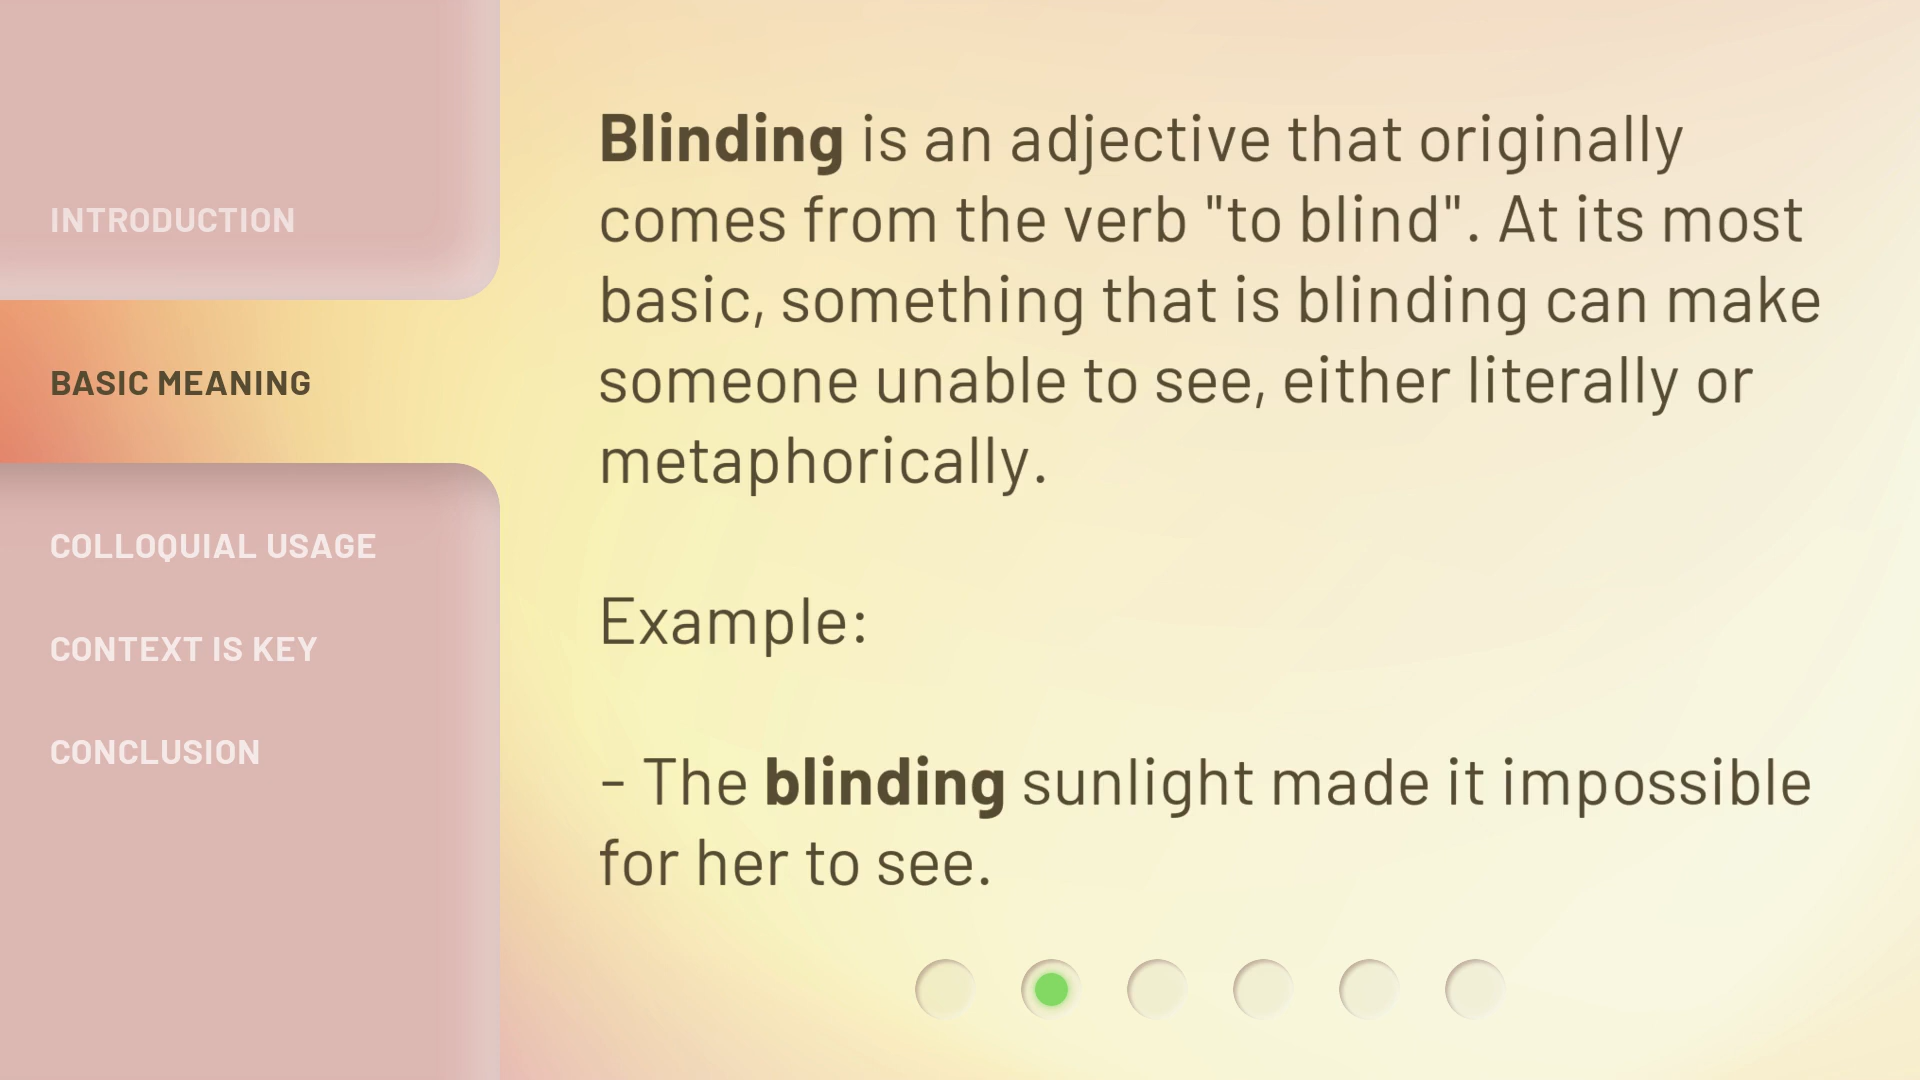 INTRODUCTION
BASIC MEANING
COLLOQUIAL USAGE
CONTEXT IS KEY
CONCLUSION
Blinding is an adjective that originally
comes from the verb "to blind". At its most
basic, something that is blinding can make
someone unable to see, either literally or
metaphorically.
Example:
- The blinding sunlight made it impossible
for her to see.